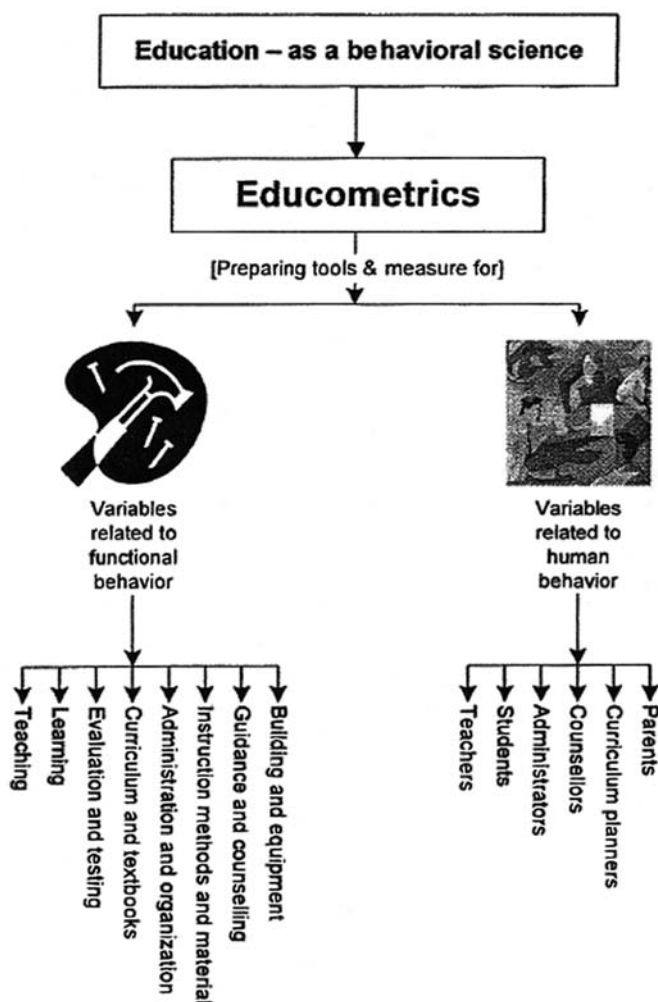 Education – as a behavioral science
Educometrics
[Preparing tools & measure for]
Variables
related to
functional
behavior
Variables
related to
human
behavior
Teaching
Learning
Evaluation and testing
Curriculum and textbooks
Administration and organization
Instruction methods and material
Guidance and counselling
Building and equipment
Teachers
Students
Administrators
Counsellors
Curriculum planners
Parents